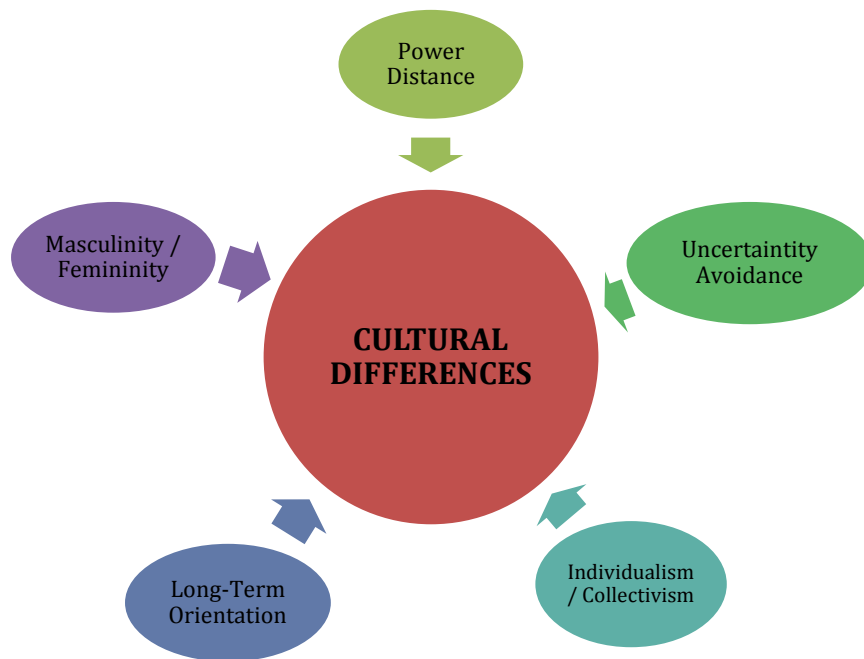 Power
Distance
Masculinity /
Femininity
Uncertaintity
Avoidance
CULTURAL
DIFFERENCES
Long-Term
Orientation
Individualism
/ Collectivism